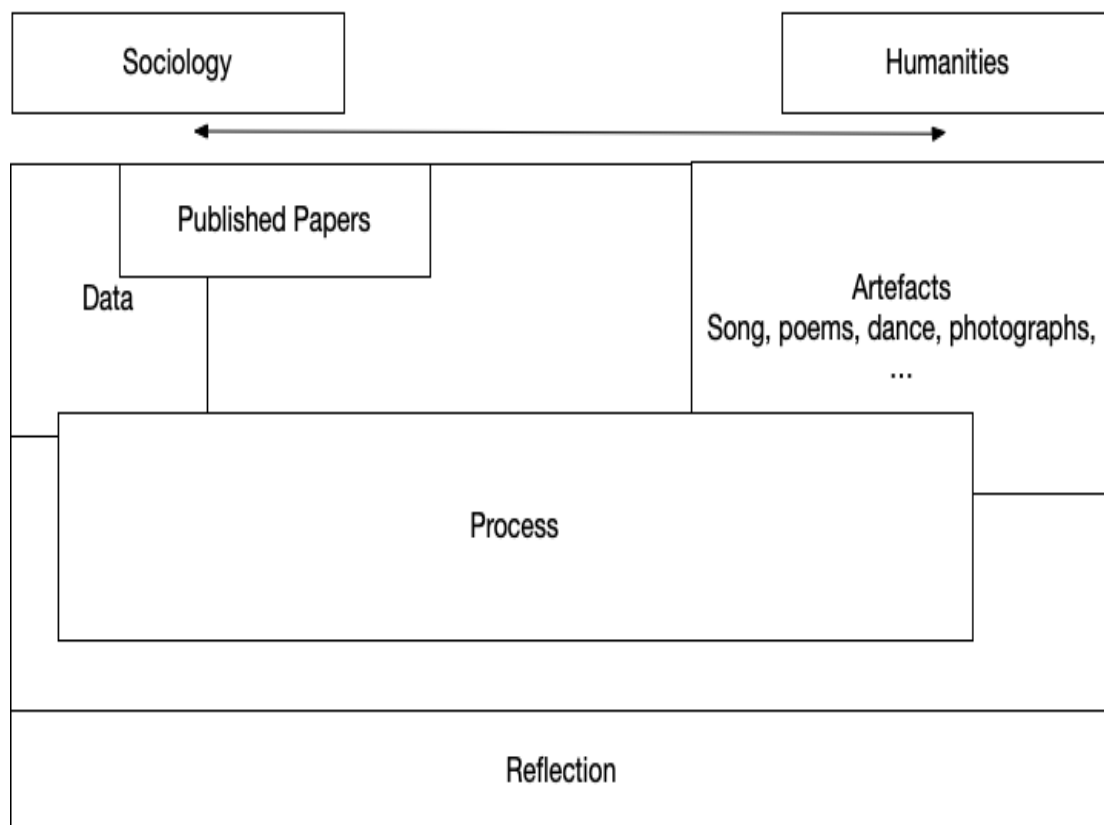 Sociology
Humanities
Published Papers
Data
Artefacts
Song, poems, dance, photographs,
...
Process
Reflection